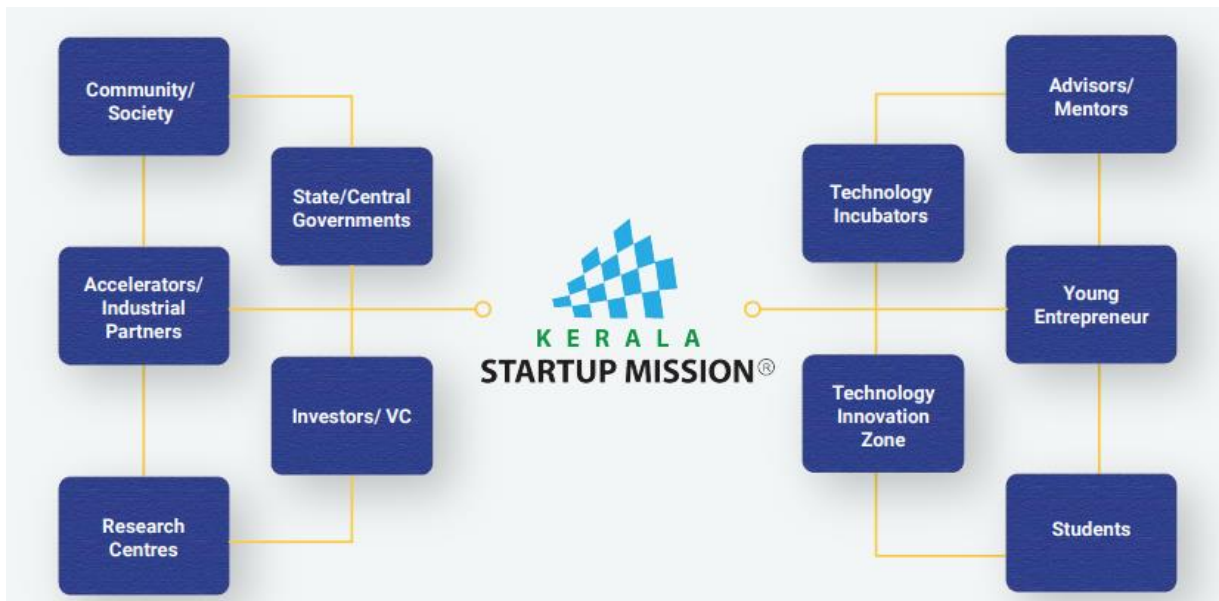 Community/
Society
State/Central
Governments
Accelerators/
Industrial
Partners
Investors/ VC
Research
Centres
KERALA
STARTUP MISSION®
Advisors/
Mentors
Technology
Incubators
Young
Entrepreneur
Technology
Innovation
Zone
Students